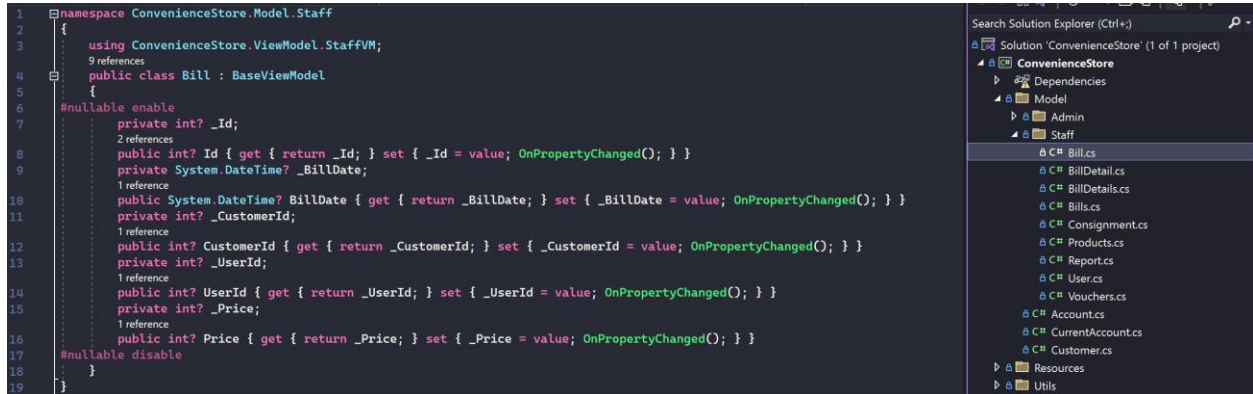 1 namespace ConvenienceStore.Model.Staff
2 {
3 using ConvenienceStore.ViewModel.StaffVM;
9 references
4 public class Bill : BaseViewModel
5 {
6 #nullable enable
7 private int? _Id;
2 references
8 public int? Id { get { return _Id; } set { _Id = value; OnPropertyChanged(); } }
9 private System.DateTime? _BillDate;
1 reference
10 public System.DateTime? BillDate { get { return _BillDate; } set { _BillDate = value; OnPropertyChanged(); } }
11 private int? _CustomerId;
1 reference
12 public int? CustomerId { get { return _CustomerId; } set { _CustomerId = value; OnPropertyChanged(); } }
13 private int? _UserId;
1 reference
14 public int? UserId { get { return _UserId; } set { _UserId = value; OnPropertyChanged(); } }
15 private int? _Price;
1 reference
16 public int? Price { get { return _Price; } set { _Price = value; OnPropertyChanged(); } }
17 #nullable disable
18 }
19 }
Search Solution Explorer (Ctrl+;)
Solution 'ConvenienceStore' (1 of 1 project)
C# ConvenienceStore
Dependencies
Model
Admin
Staff
C# Bill.cs
C# BillDetail.cs
C# BillDetails.cs
C# Bills.cs
C# Consignment.cs
C# Products.cs
C# Report.cs
C# User.cs
C# Vouchers.cs
C# Account.cs
C# CurrentAccount.cs
C# Customer.cs
Resources
Utils